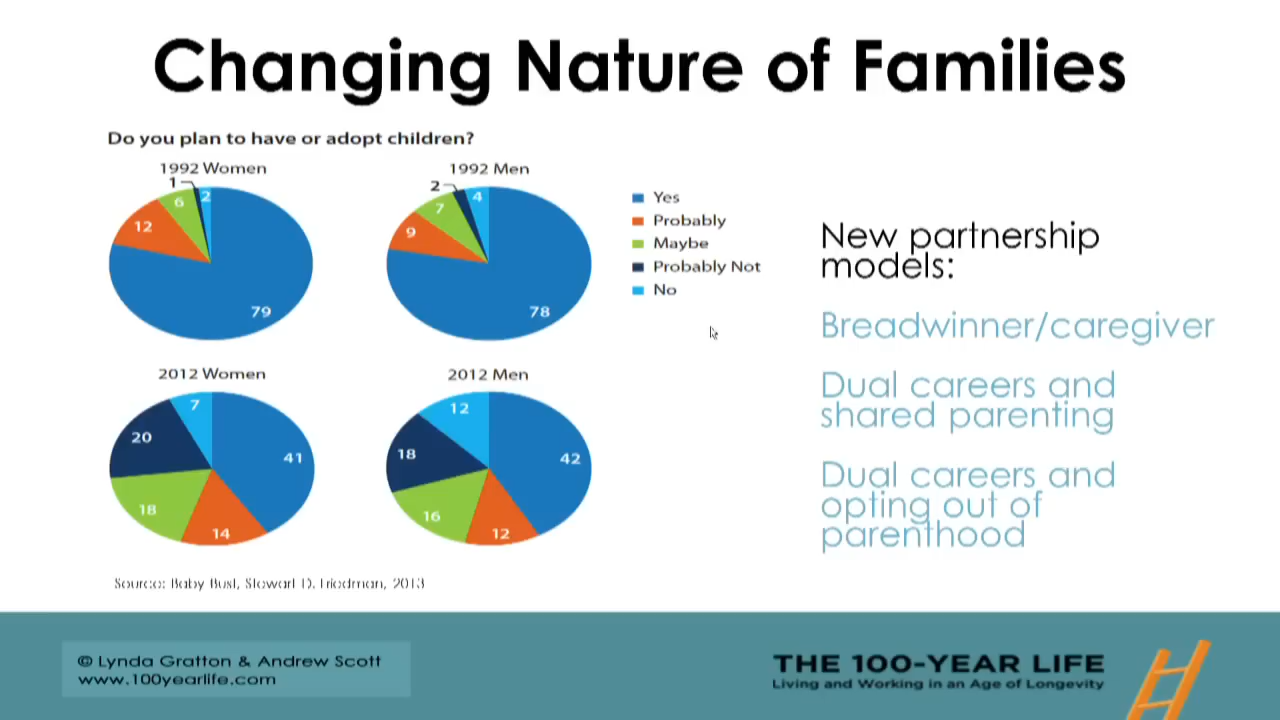 Changing Nature of Families
Do you plan to have or adopt children?
1992 Women
1
2
6
12
79
1992 Men
2
4
7
9
78
Yes
Probably
Maybe
Probably Not
No
2012 Women
7
20
41
18
14
2012 Men
12
18
42
16
12
Source: Baby Bust, Stewart D. Friedman, 2013
New partnership
models:
Breadwinner/caregiver
Dual careers and
shared parenting
Dual careers and
opting out of
parenthood
© Lynda Gratton & Andrew Scott
www.100yearlife.com
THE 100-YEAR LIFE
Living and Working in an Age of Longevity